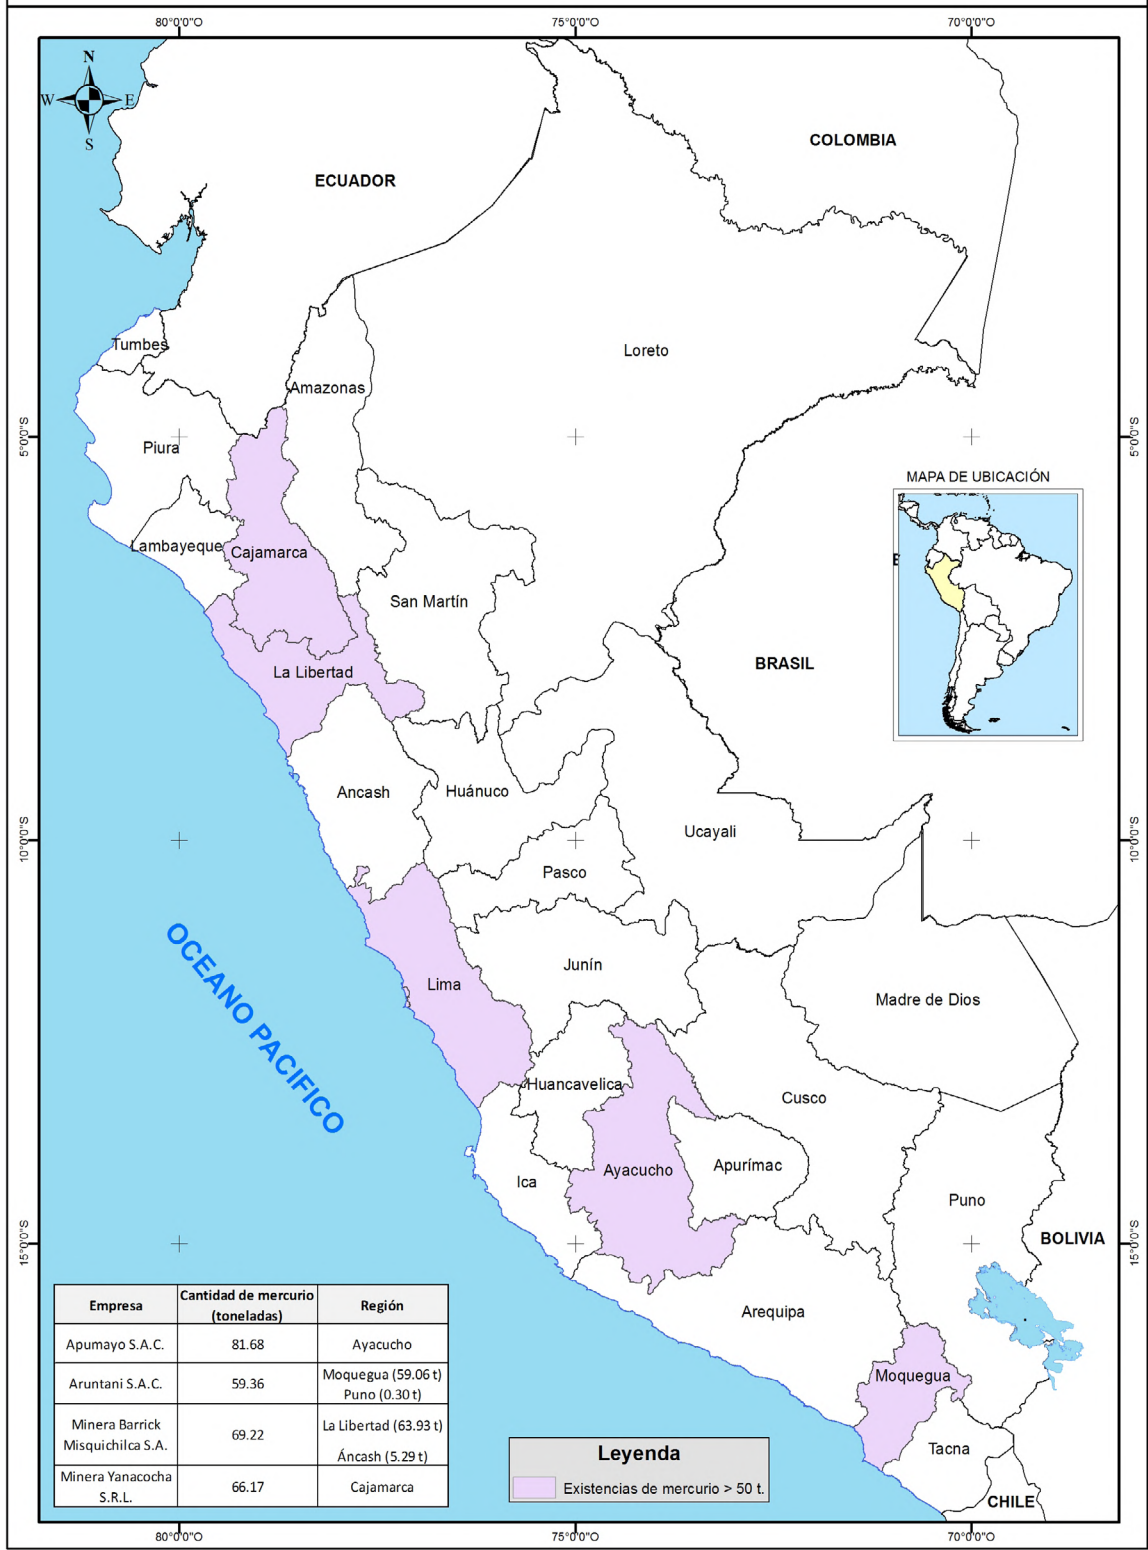 80°0'0"O 75°0'0"O 70°0'0"O
N
W E
S
COLOMBIA
ECUADOR
Tumbes
Loreto
Amazonas
5°0'0"S 5°0'0"S
Piura
MAPA DE UBICACIÓN
Lambayeque
Cajamarca
San Martín
BRASIL
La Libertad
Ancash
Huánuco
Ucayali
10°0'0"S 10°0'0"S
Pasco
OCEANO PACIFICO
Junín
Lima
Madre de Dios
Huancavelica
Cusco
Ayacucho
Apurímac
Ica
Puno
BOLIVIA
15°0'0"S 15°0'0"S
Arequipa
Moquegua
Tacna
CHILE
Empresa Cantidad de mercurio (toneladas) Región
Apumayo S.A.C. 81.68 Ayacucho
Aruntani S.A.C. 59.36 Moquegua (59.06 t)
Puno (0.30 t)
Minera Barrick
Misquichilca S.A. 69.22 La Libertad (63.93 t)
Áncash (5.29 t)
Minera Yanacocha
S.R.L. 66.17 Cajamarca
Leyenda
Existencias de mercurio > 50 t.
80°0'0"O 75°0'0"O 70°0'0"O